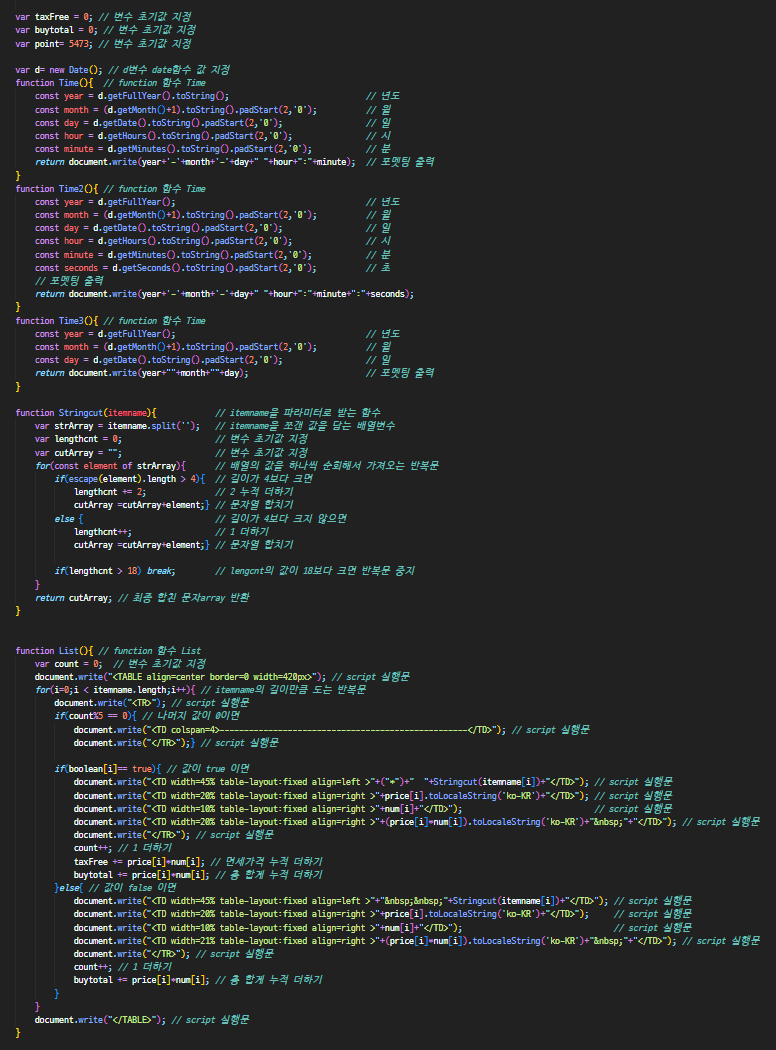 var taxFree = 0; // 변수 초기값 지정
var buytotal = 0; // 변수 초기값 지정
var point= 5473; // 변수 초기값 지정
var d= new Date(); // d변수 date함수 값 지정
function Time(){  // function 함수 Time
    const year = d.getFullYear().toString();                            // 년도
    const month = (d.getMonth()+1).toString().padStart(2,'0');          // 월
    const day = d.getDate().toString().padStart(2,'0');                 // 일
    const hour = d.getHours().toString().padStart(2,'0');               // 시
    const minute = d.getMinutes().toString().padStart(2,'0');           // 분
    return document.write(year+'-'+month+'-'+day+" "+hour+":"+minute);  // 포멧팅 출력
}
function Time2(){ // function 함수 Time
    const year = d.getFullYear();                                       // 년도
    const month = (d.getMonth()+1).toString().padStart(2,'0');          // 월
    const day = d.getDate().toString().padStart(2,'0');                 // 일
    const hour = d.getHours().toString().padStart(2,'0');               // 시
    const minute = d.getMinutes().toString().padStart(2,'0');           // 분
    const seconds = d.getSeconds().toString().padStart(2,'0');          // 초
    // 포멧팅 출력
    return document.write(year+'-'+month+'-'+day+" "+hour+":"+minute+":"+seconds);
}
function Time3(){ // function 함수 Time
    const year = d.getFullYear();                                       // 년도
    const month = (d.getMonth()+1).toString().padStart(2,'0');          // 월
    const day = d.getDate().toString().padStart(2,'0');                 // 일
    return document.write(year+""+month+""+day);                        // 포멧팅 출력
}
function Stringcut(itemname){            // itemname을 파라미터로 받는 함수
    var strArray = itemname.split('');   // itemname을 쪼갠 값을 담는 배열변수
    var lengthcnt = 0;                   // 변수 초기값 지정
    var cutArray = "";                   // 변수 초기값 지정
    for(const element of strArray){      // 배열의 값을 하나씩 순회해서 가져오는 반복문
        if(escape(element).length > 4){  // 길이가 4보다 크면
            lengthcnt += 2;              // 2 누적 더하기
            cutArray =cutArray+element;} // 문자열 합치기
        else {                           // 길이가 4보다 크지 않으면
            lengthcnt++;                 // 1 더하기
            cutArray =cutArray+element;} // 문자열 합치기
        if(lengthcnt > 18) break;        // lengcnt의 값이 18보다 크면 반복문 중지
    }
    return cutArray; // 최종 합친 문자array 반환
}
function List(){ // function 함수 List
    var count = 0;  // 변수 초기값 지정
    document.write("<TABLE align=center border=0 width=420px>"); // script 실행문
    for(i=0;i < itemname.length;i++){ // itemname의 길이만큼 도는 반복문
        document.write("<TR>"); // script 실행문
        if(count%5 == 0){ // 나머지 값이 0이면
            document.write("<TD colspan=4>---------------------------------------------------</TD>"); // script 실행문
            document.write("</TR>");} // script 실행문
        if(boolean[i]== true){ // 값이 true 이면
            document.write("<TD width=45% table-layout:fixed align=left >"+("*")+"  "+Stringcut(itemname[i])+"</TD>"); // script 실행문
            document.write("<TD width=20% table-layout:fixed align=right >"+price[i].toLocaleString('ko-KR')+"</TD>"); // script 실행문
            document.write("<TD width=10% table-layout:fixed align=right >"+num[i]+"</TD>");                           // script 실행문
            document.write("<TD width=20% table-layout:fixed align=right >"+(price[i]*num[i]).toLocaleString('ko-KR')+"&nbsp;"+"</TD>"); // script 실행문
            document.write("</TR>"); // script 실행문
            count++; // 1 더하기
            taxFree += price[i]*num[i]; // 면세가격 누적 더하기
            buytotal += price[i]*num[i]; // 총 합게 누적 더하기
        }else{ // 값이 false 이면
            document.write("<TD width=45% table-layout:fixed align=left >"+"&nbsp;&nbsp;"+Stringcut(itemname[i])+"</TD>"); // script 실행문
            document.write("<TD width=20% table-layout:fixed align=right >"+price[i].toLocaleString('ko-KR')+"</TD>");     // script 실행문
            document.write("<TD width=10% table-layout:fixed align=right >"+num[i]+"</TD>");                               // script 실행문
            document.write("<TD width=21% table-layout:fixed align=right >"+(price[i]*num[i]).toLocaleString('ko-KR')+"&nbsp;"+"</TD>"); // script 실행문
            document.write("</TR>"); // script 실행문
            count++; // 1 더하기
            buytotal += price[i]*num[i]; // 총 합게 누적 더하기
        }
    }
    document.write("</TABLE>"); // script 실행문
}